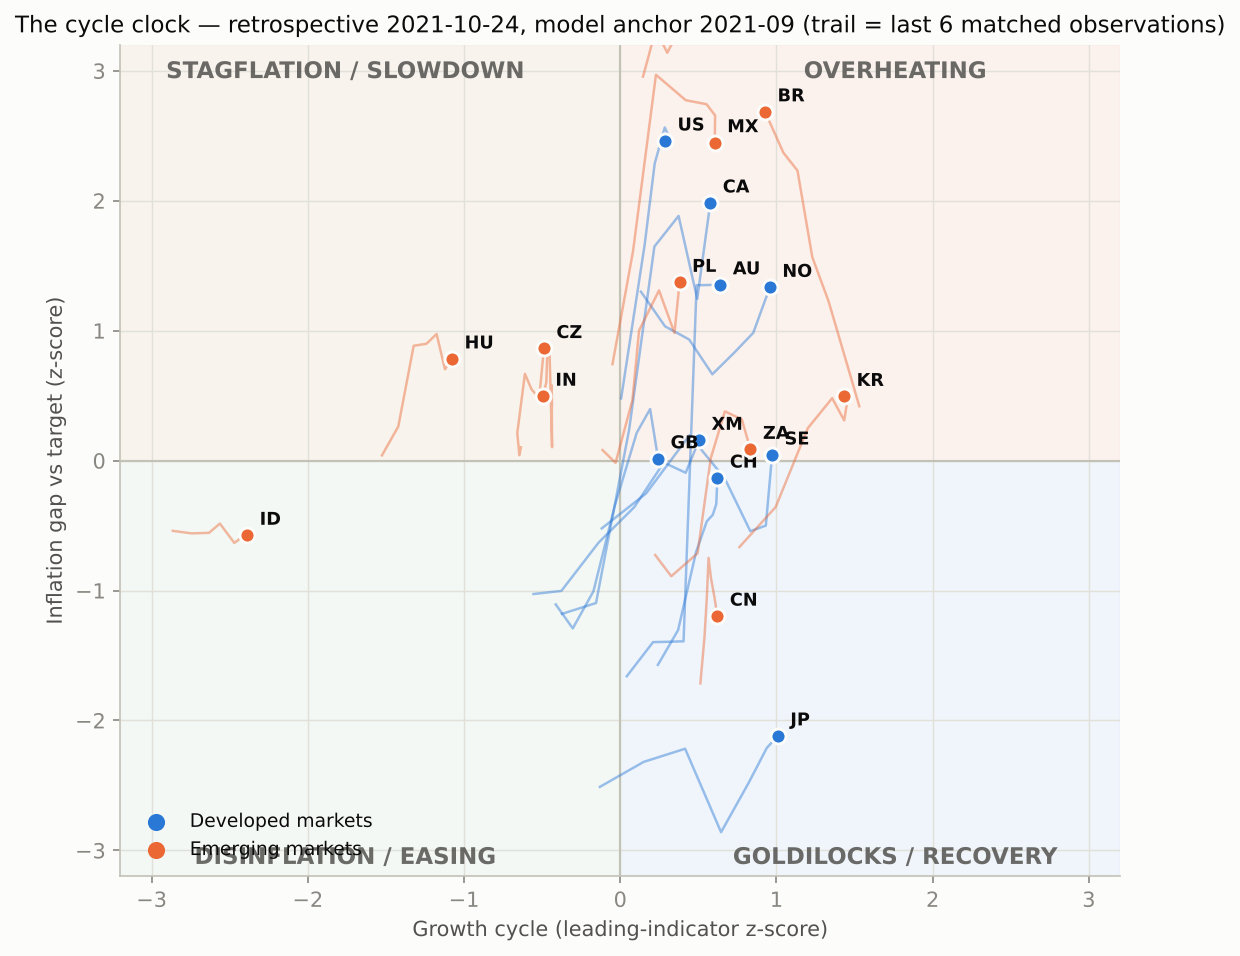 The cycle clock — retrospective 2021-10-24, model anchor 2021-09 (trail = last 6 matched observations)
STAGFLATION / SLOWDOWN
OVERHEATING
BR
US
MX
CA
PL
AU
NO
HU
CZ
IN
KR
GB
XM
ZA
SE
CH
ID
CN
JP
Developed markets
Emerging markets
DISINFLATION / EASING
GOLDILOCKS / RECOVERY
3
2
1
0
−1
−2
−3
−3
−2
−1
0
1
2
3
Inflation gap vs target (z-score)
Growth cycle (leading-indicator z-score)